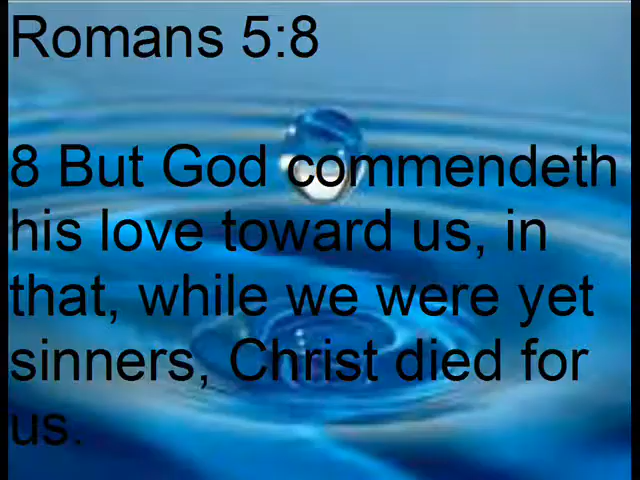 Romans 5:8
8 But God commendeth
his love toward us, in
that, while we were yet
sinners, Christ died for
us.